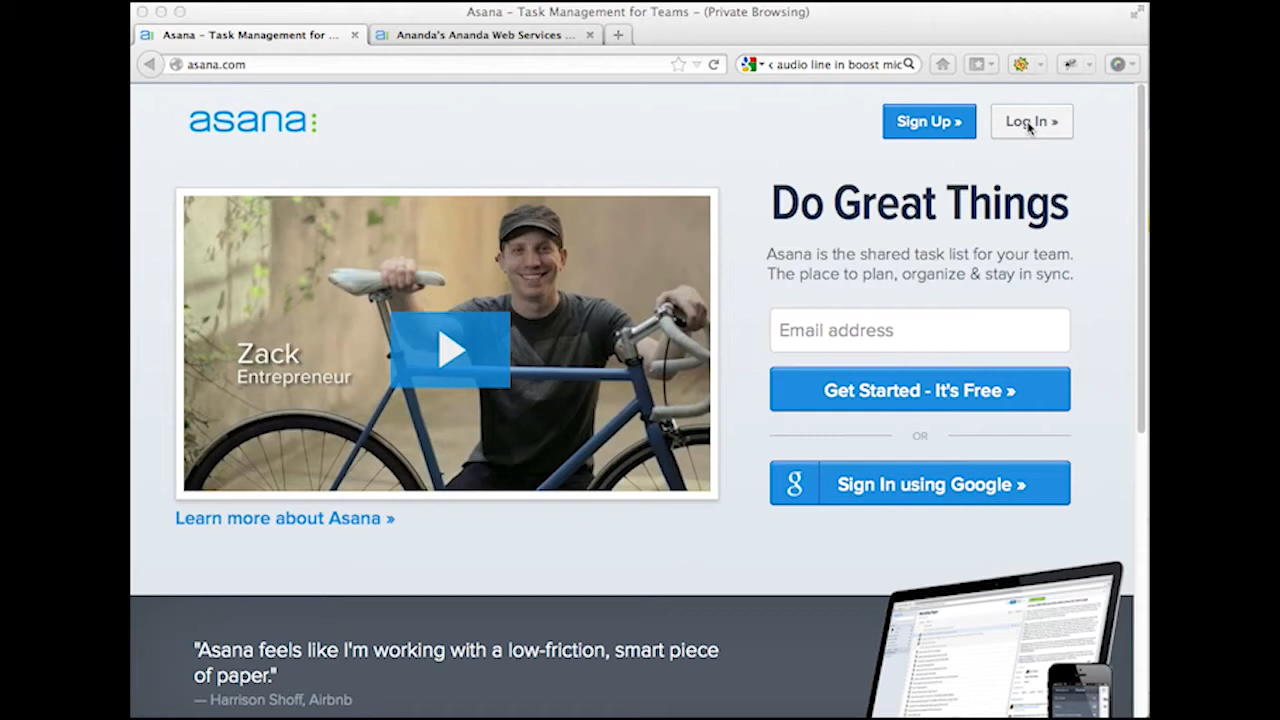 Asana – Task Management for Teams – (Private Browsing)
Asana – Task Management for ...
Ananda's Ananda Web Services ...
asana.com
audio line in boost mic
asana
Sign Up »
Log In »
Do Great Things
Asana is the shared task list for your team.
The place to plan, organize & stay in sync.
Email address
Get Started - It's Free »
OR
g Sign In using Google »
Zack
Entrepreneur
Learn more about Asana »
"Asana feels like I'm working with a low-friction, smart piece
of paper."
— Harrison Shoff, Airbnb